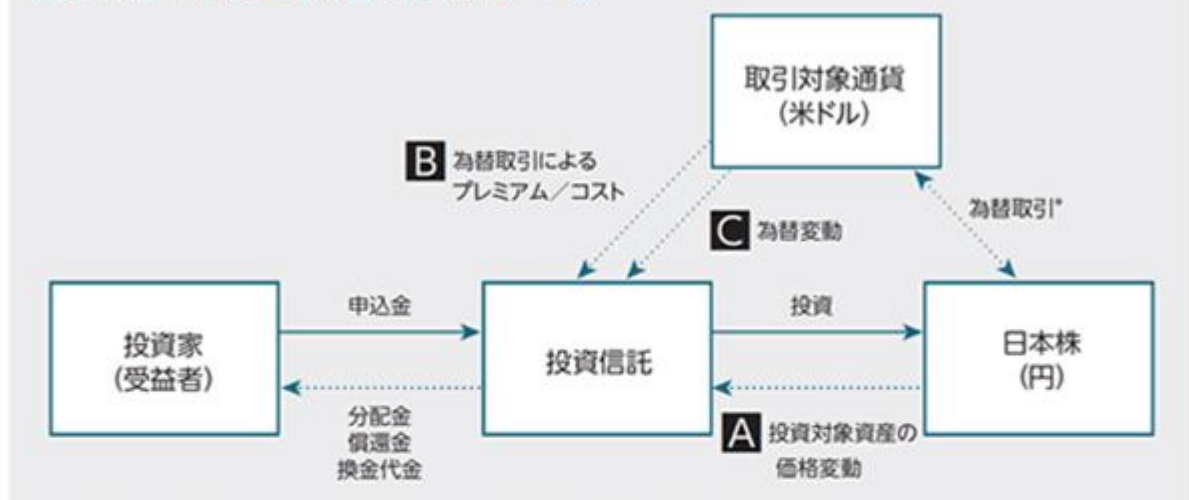 取引対象通貨
(米ドル)
B 為替取引による
プレミアム／コスト
為替取引*
C 為替変動
申込金
投資
投資家
(受益者)
投資信託
日本株
(円)
分配金
償還金
換金代金
A 投資対象資産の
価格変動